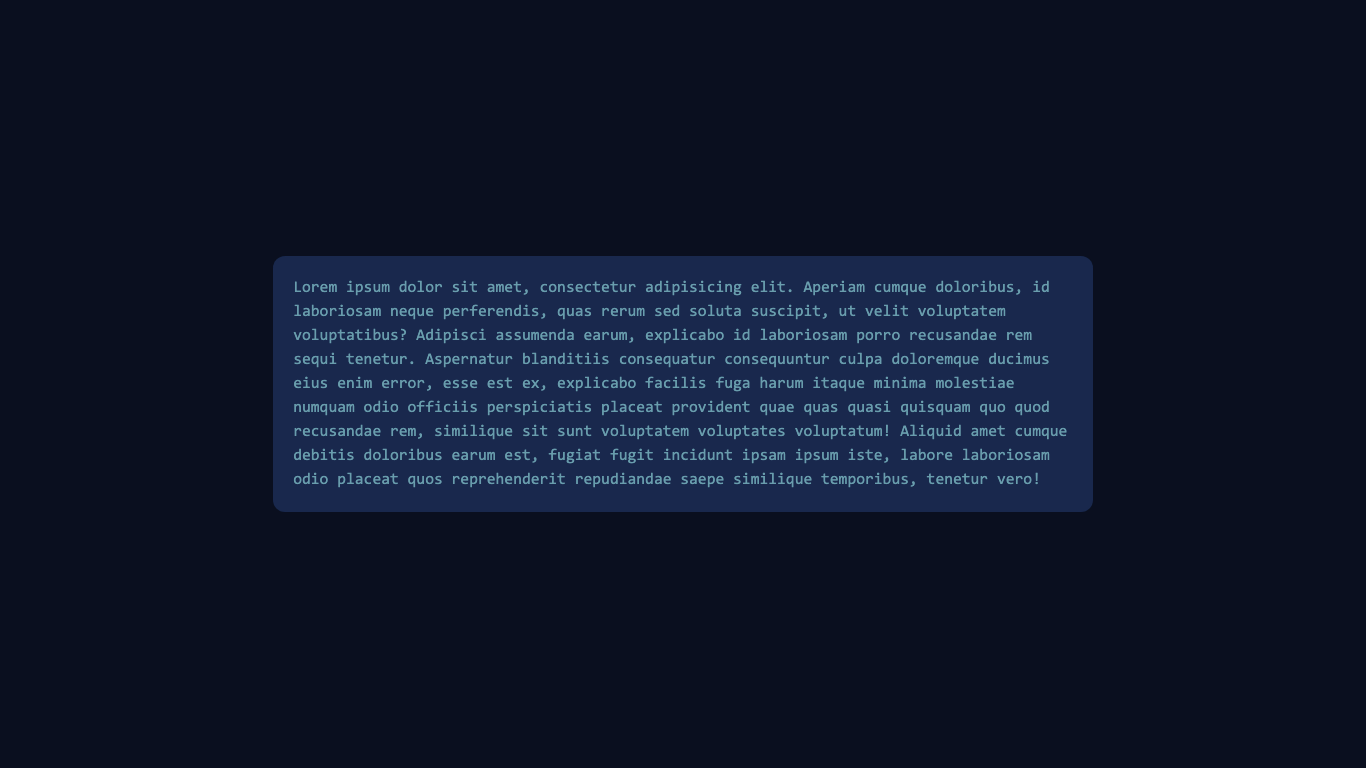 Lorem ipsum dolor sit amet, consectetur adipisicing elit. Aperiam cumque doloribus, id
laboriosam neque perferendis, quas rerum sed soluta suscipit, ut velit voluptatem
voluptatibus? Adipisci assumenda earum, explicabo id laboriosam porro recusandae rem
sequi tenetur. Aspernatur blanditiis consequatur consequuntur culpa doloremque ducimus
eius enim error, esse est ex, explicabo facilis fuga harum itaque minima molestiae
numquam odio officiis perspiciatis placeat provident quae quas quasi quisquam quo quod
recusandae rem, similique sit sunt voluptatem voluptates voluptatum! Aliquid amet cumque
debitis doloribus earum est, fugiat fugit incidunt ipsam ipsum iste, labore laboriosam
odio placeat quos reprehenderit repudiandae saepe similique temporibus, tenetur vero!